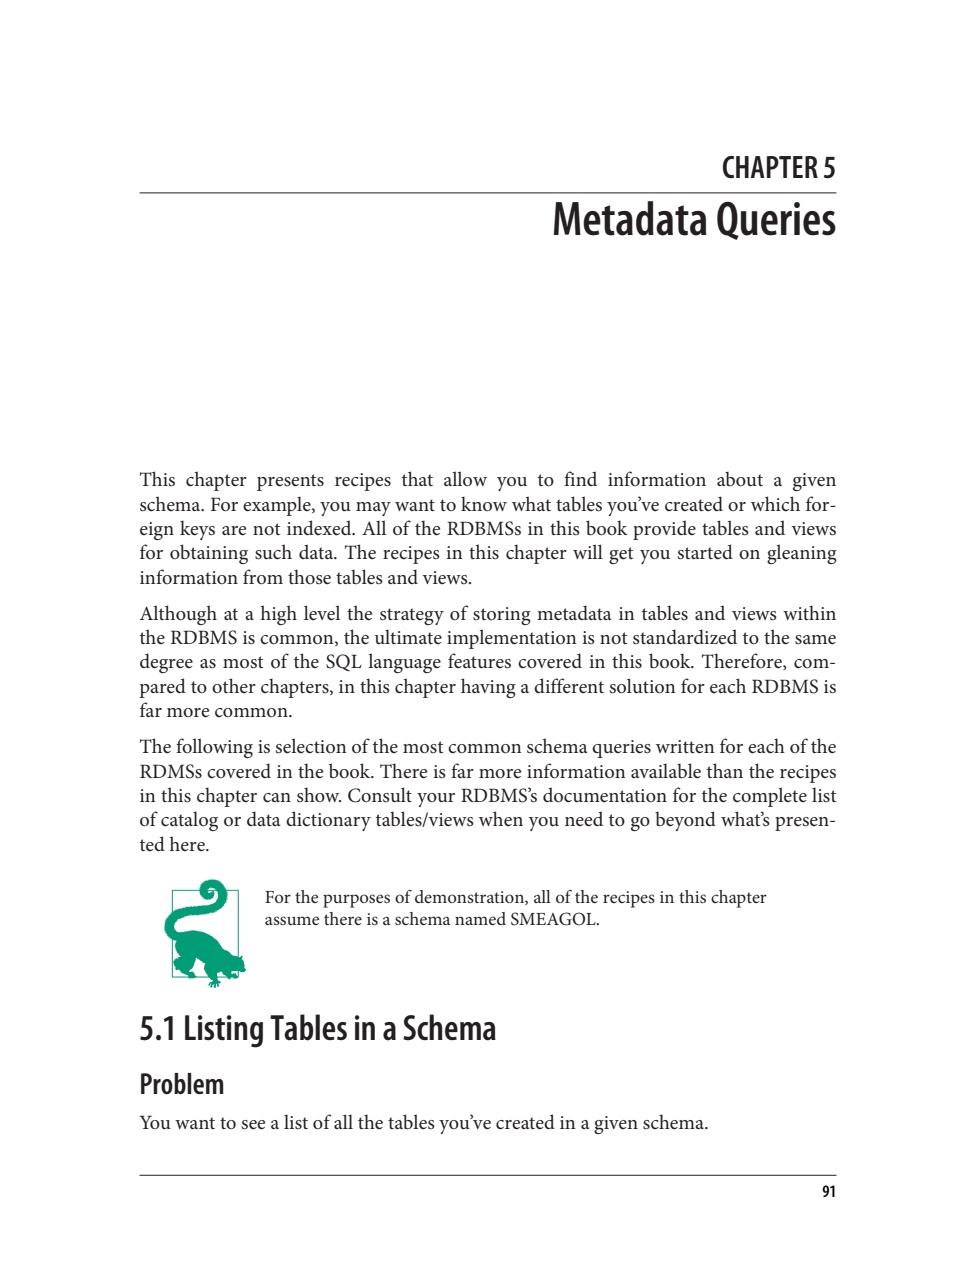 CHAPTER 5
Metadata Queries
This chapter presents recipes that allow you to find information about a given
schema. For example, you may want to know what tables you’ve created or which for-
eign keys are not indexed. All of the RDBMSs in this book provide tables and views
for obtaining such data. The recipes in this chapter will get you started on gleaning
information from those tables and views.
Although at a high level the strategy of storing metadata in tables and views within
the RDBMS is common, the ultimate implementation is not standardized to the same
degree as most of the SQL language features covered in this book. Therefore, com-
pared to other chapters, in this chapter having a different solution for each RDBMS is
far more common.
The following is selection of the most common schema queries written for each of the
RDMSs covered in the book. There is far more information available than the recipes
in this chapter can show. Consult your RDBMS’s documentation for the complete list
of catalog or data dictionary tables/views when you need to go beyond what’s presen-
ted here.
For the purposes of demonstration, all of the recipes in this chapter
assume there is a schema named SMEAGOL.
5.1 Listing Tables in a Schema
Problem
You want to see a list of all the tables you’ve created in a given schema.
91